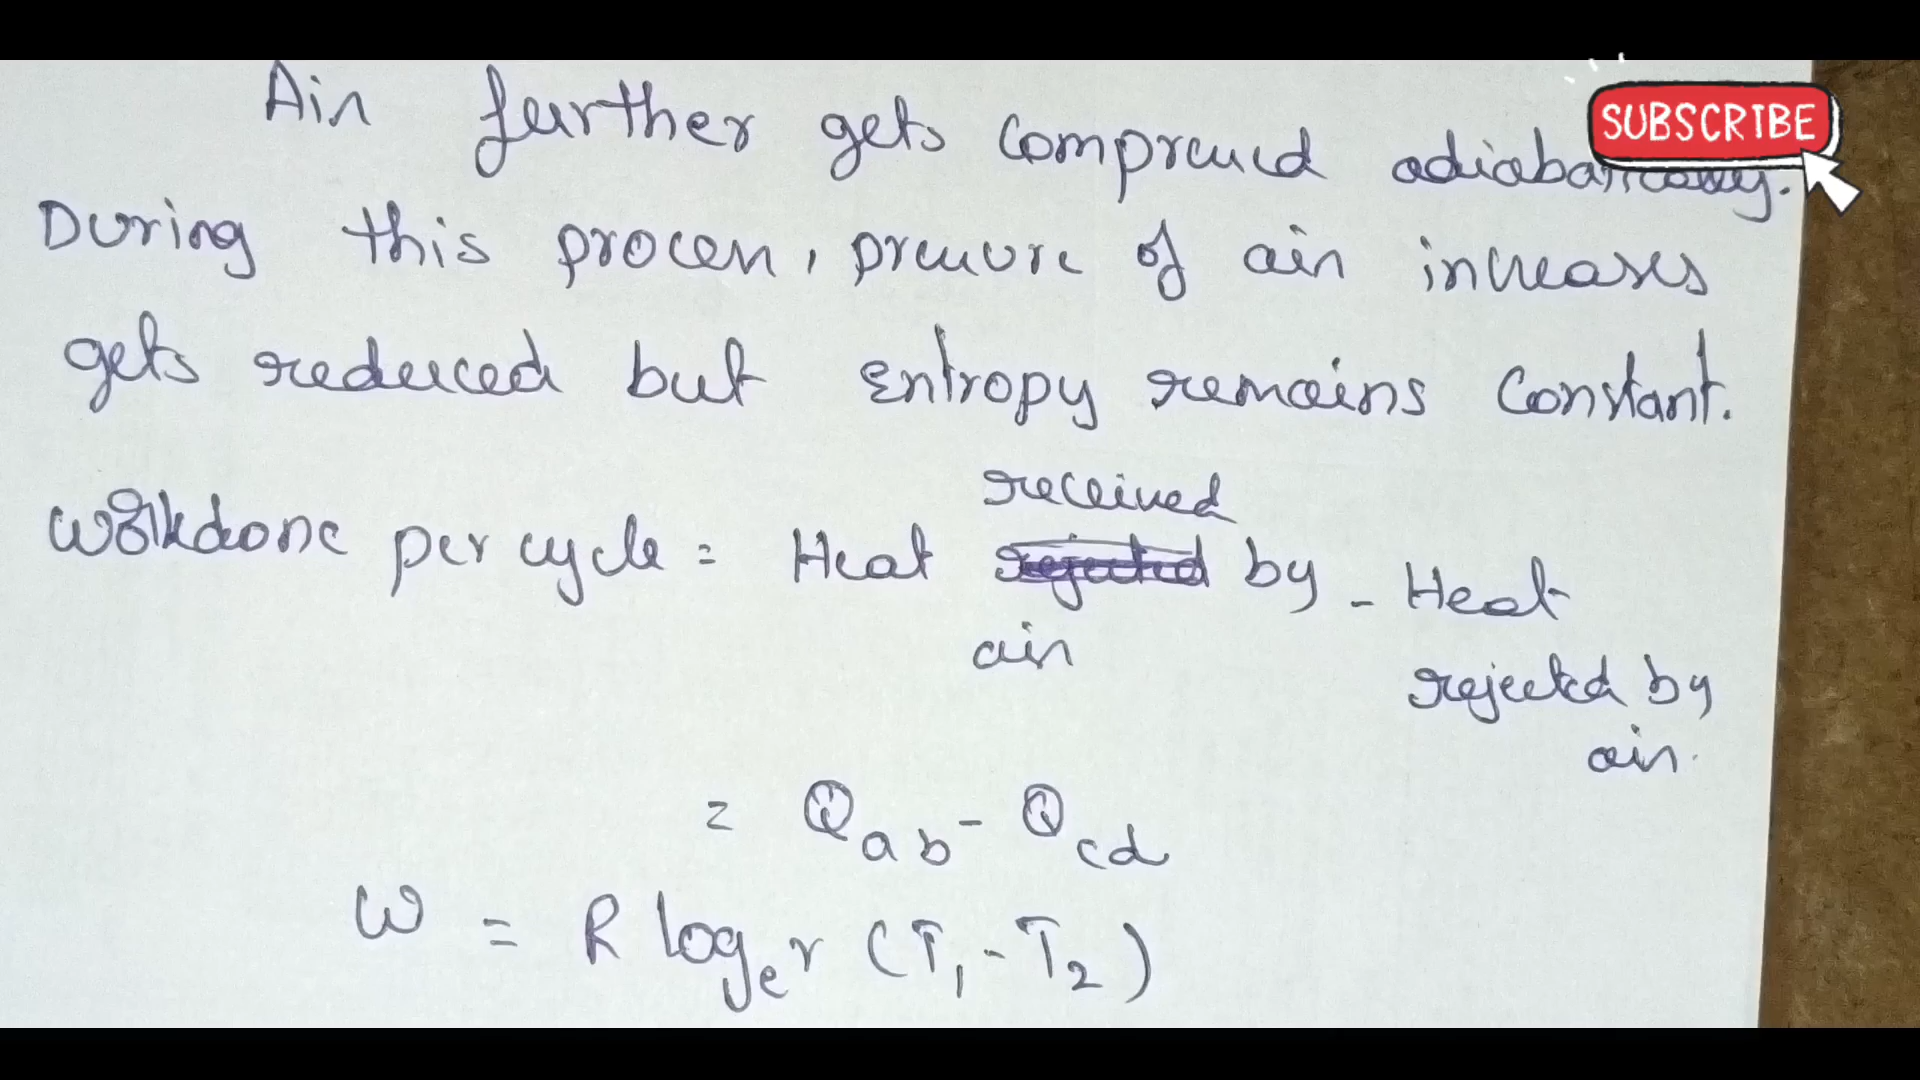 Air further gets compressed adiabatically.
SUBSCRIBE
During this process, pressure of air increases
gets reduced but Entropy remains Constant.
received
Workdone per cycle = Heat rejected by - Heat
air
rejected by
air.
= Qab - Qcd
W = R logₑr (T₁ - T₂)